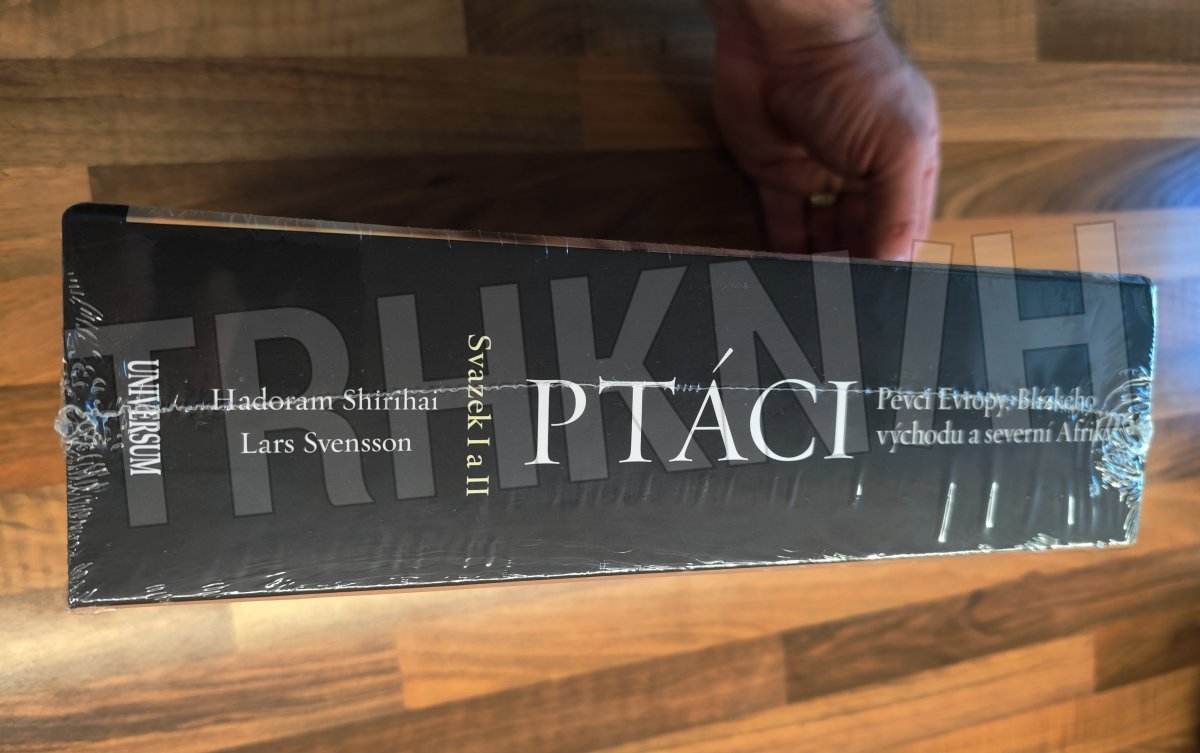 UNIVERSUM
Hadoram Shirihai
Lars Svensson
Svazek I a II
PTÁCI
Pěvci Evropy, Blízkého
východu a severní Afriky
TRHKNIH